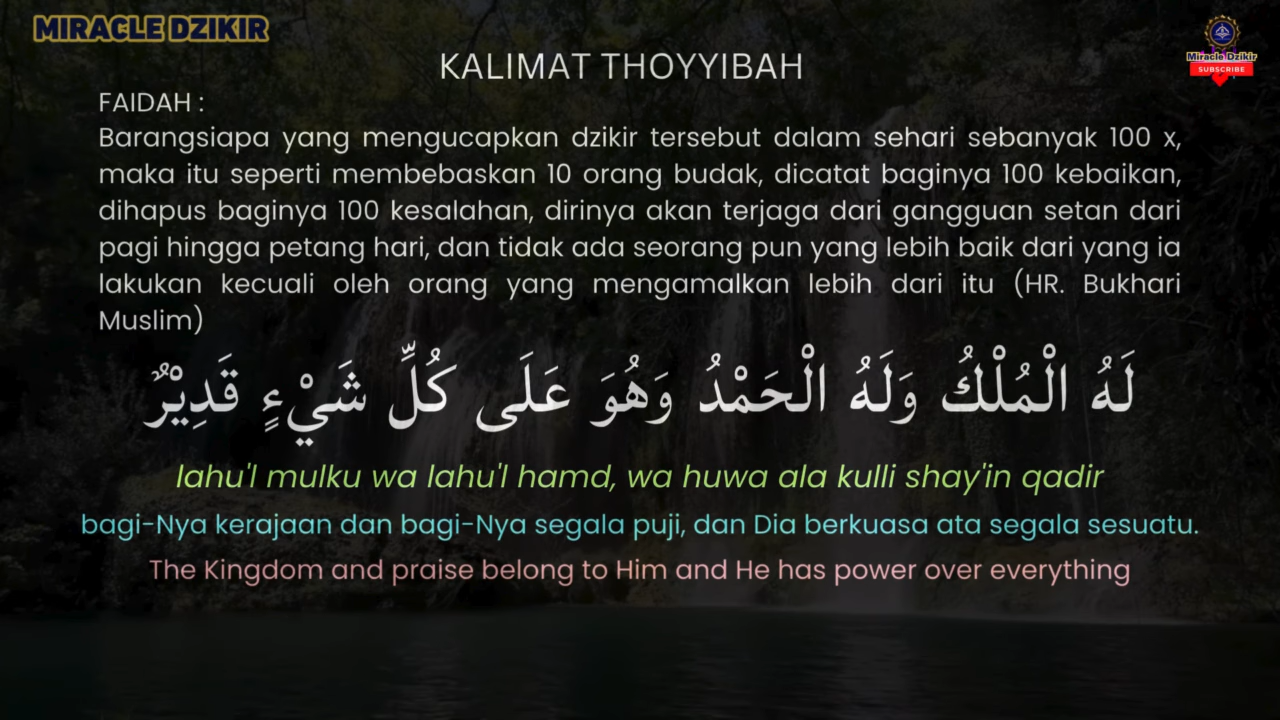 MIRACLE DZIKIR
Miracle Dzikir
SUBSCRIBE
KALIMAT THOYYIBAH
FAIDAH :
Barangsiapa yang mengucapkan dzikir tersebut dalam sehari sebanyak 100 x,
maka itu seperti membebaskan 10 orang budak, dicatat baginya 100 kebaikan,
dihapus baginya 100 kesalahan, dirinya akan terjaga dari gangguan setan dari
pagi hingga petang hari, dan tidak ada seorang pun yang lebih baik dari yang ia
lakukan kecuali oleh orang yang mengamalkan lebih dari itu (HR. Bukhari
Muslim)
لَهُ الْمُلْكُ وَلَهُ الْحَمْدُ وَهُوَ عَلَى كُلِّ شَيْءٍ قَدِيْرٌ
lahu'l mulku wa lahu'l hamd, wa huwa ala kulli shay'in qadir
bagi-Nya kerajaan dan bagi-Nya segala puji, dan Dia berkuasa ata segala sesuatu.
The Kingdom and praise belong to Him and He has power over everything